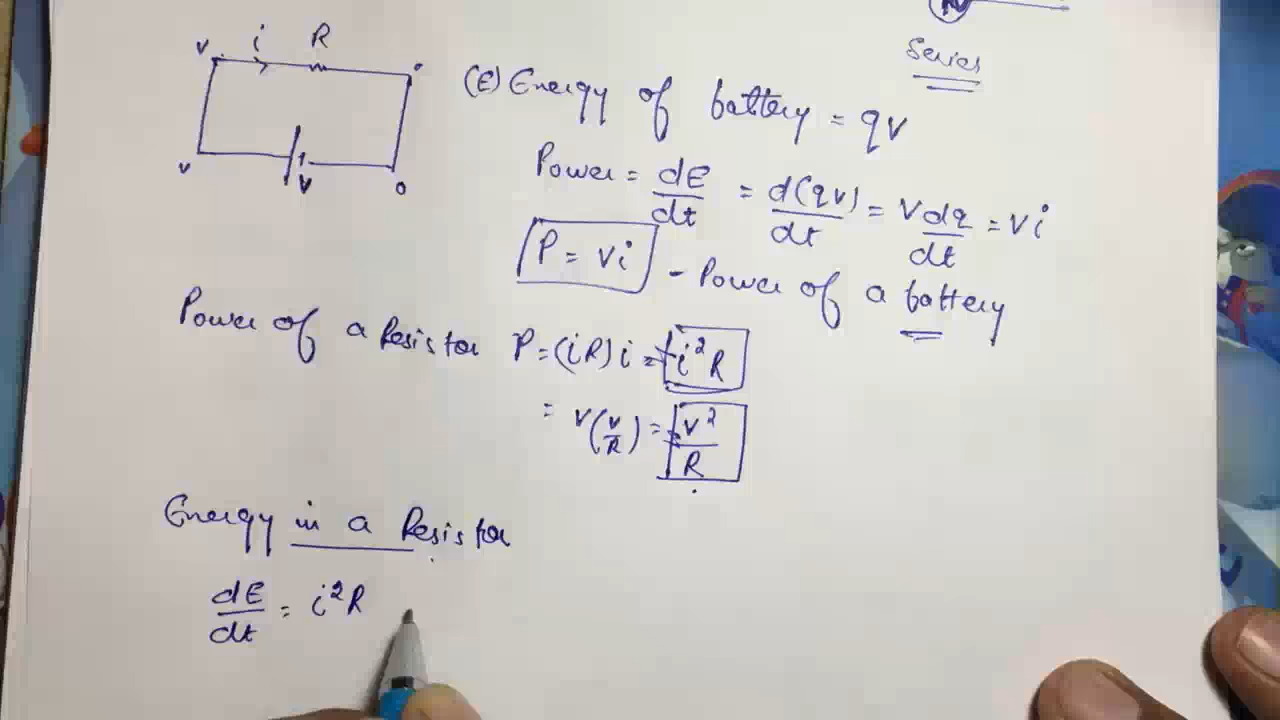 Series
i R
V
(E) Energy of battery = qv
V V 0
Power = dE/dt = d(qv)/dt = V dq/dt = Vi
P = Vi - Power of a battery
Power of a Resistor P = (iR) i = i²R
= V(V/R) = V²/R
Energy in a Resistor
dE/dt = i²R